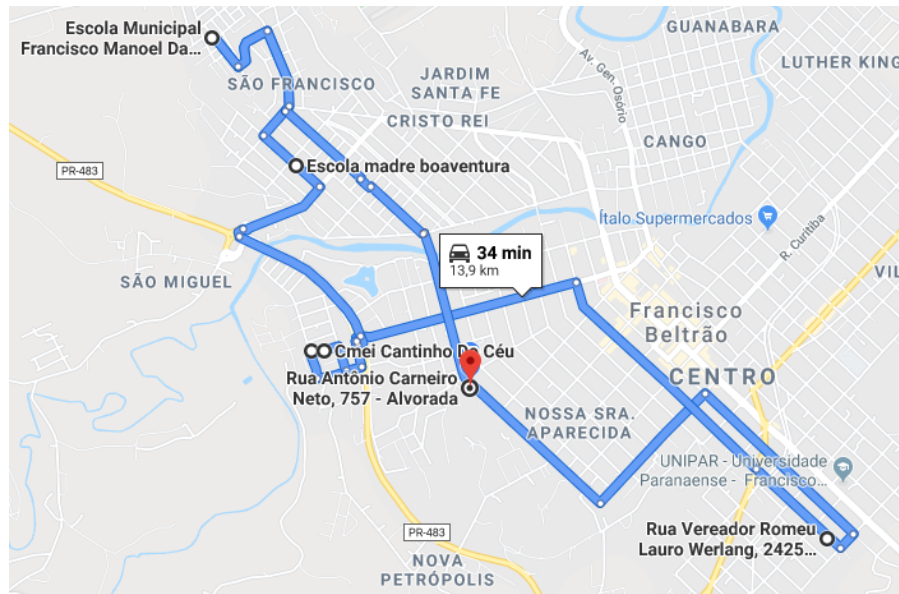 Escola Municipal
Francisco Manoel Da...
GUANABARA
LUTHER KING
Av. Gen. Osório
SÃO FRANCISCO
JARDIM
SANTA FE
CRISTO REI
CANGO
PR-483
Escola madre boaventura
Ítalo Supermercados
R. Curitiba
34 min
13,9 km
SÃO MIGUEL
VIL
Francisco
Beltrão
Cmei Cantinho Do Céu
Rua Antônio Carneiro
Neto, 757 - Alvorada
CENTRO
NOSSA SRA.
APARECIDA
UNIPAR - Universidade
Paranaense - Francisco...
Rua Vereador Romeu
Lauro Werlang, 2425...
PR-483
NOVA
PETRÓPOLIS